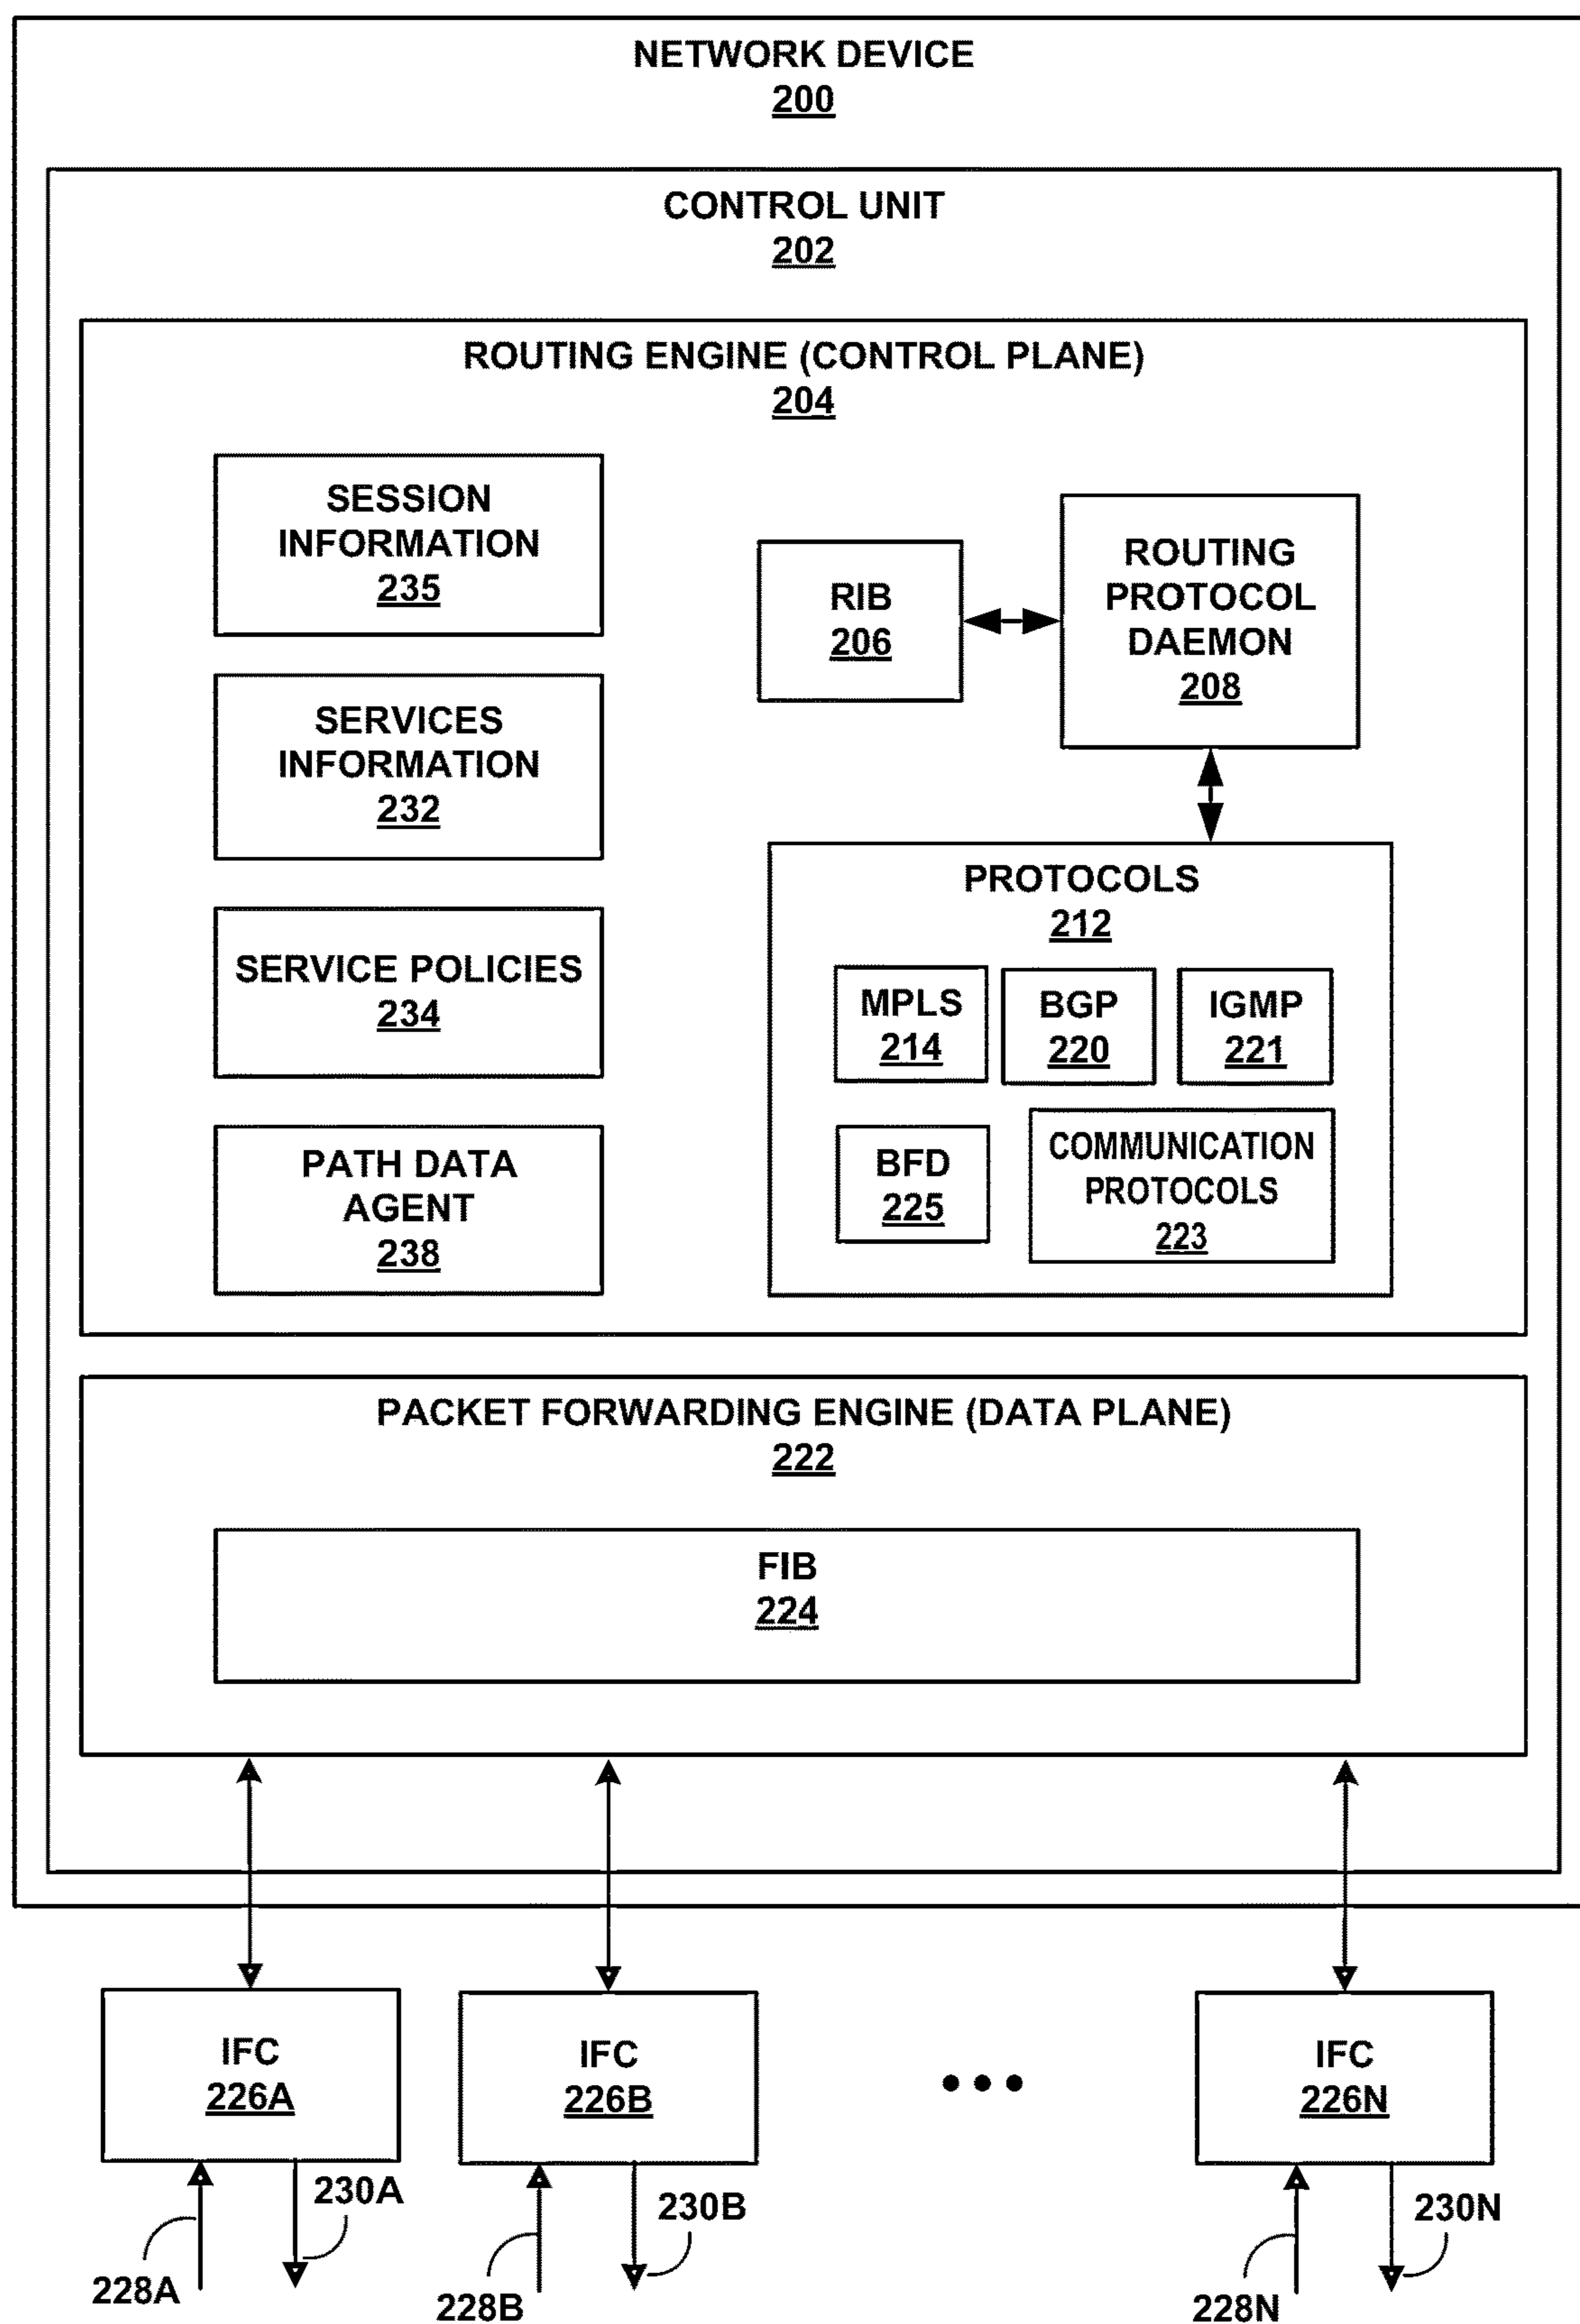 NETWORK DEVICE
200
CONTROL UNIT
202
ROUTING ENGINE (CONTROL PLANE)
204
SESSION
INFORMATION
235
SERVICES
INFORMATION
232
SERVICE POLICIES
234
PATH DATA
AGENT
238
RIB
206
ROUTING
PROTOCOL
DAEMON
208
PROTOCOLS
212
MPLS
214
BGP
220
IGMP
221
BFD
225
COMMUNICATION
PROTOCOLS
223
PACKET FORWARDING ENGINE (DATA PLANE)
222
FIB
224
IFC
226A
IFC
226B
•••
IFC
226N
228A
230A
228B
230B
228N
230N